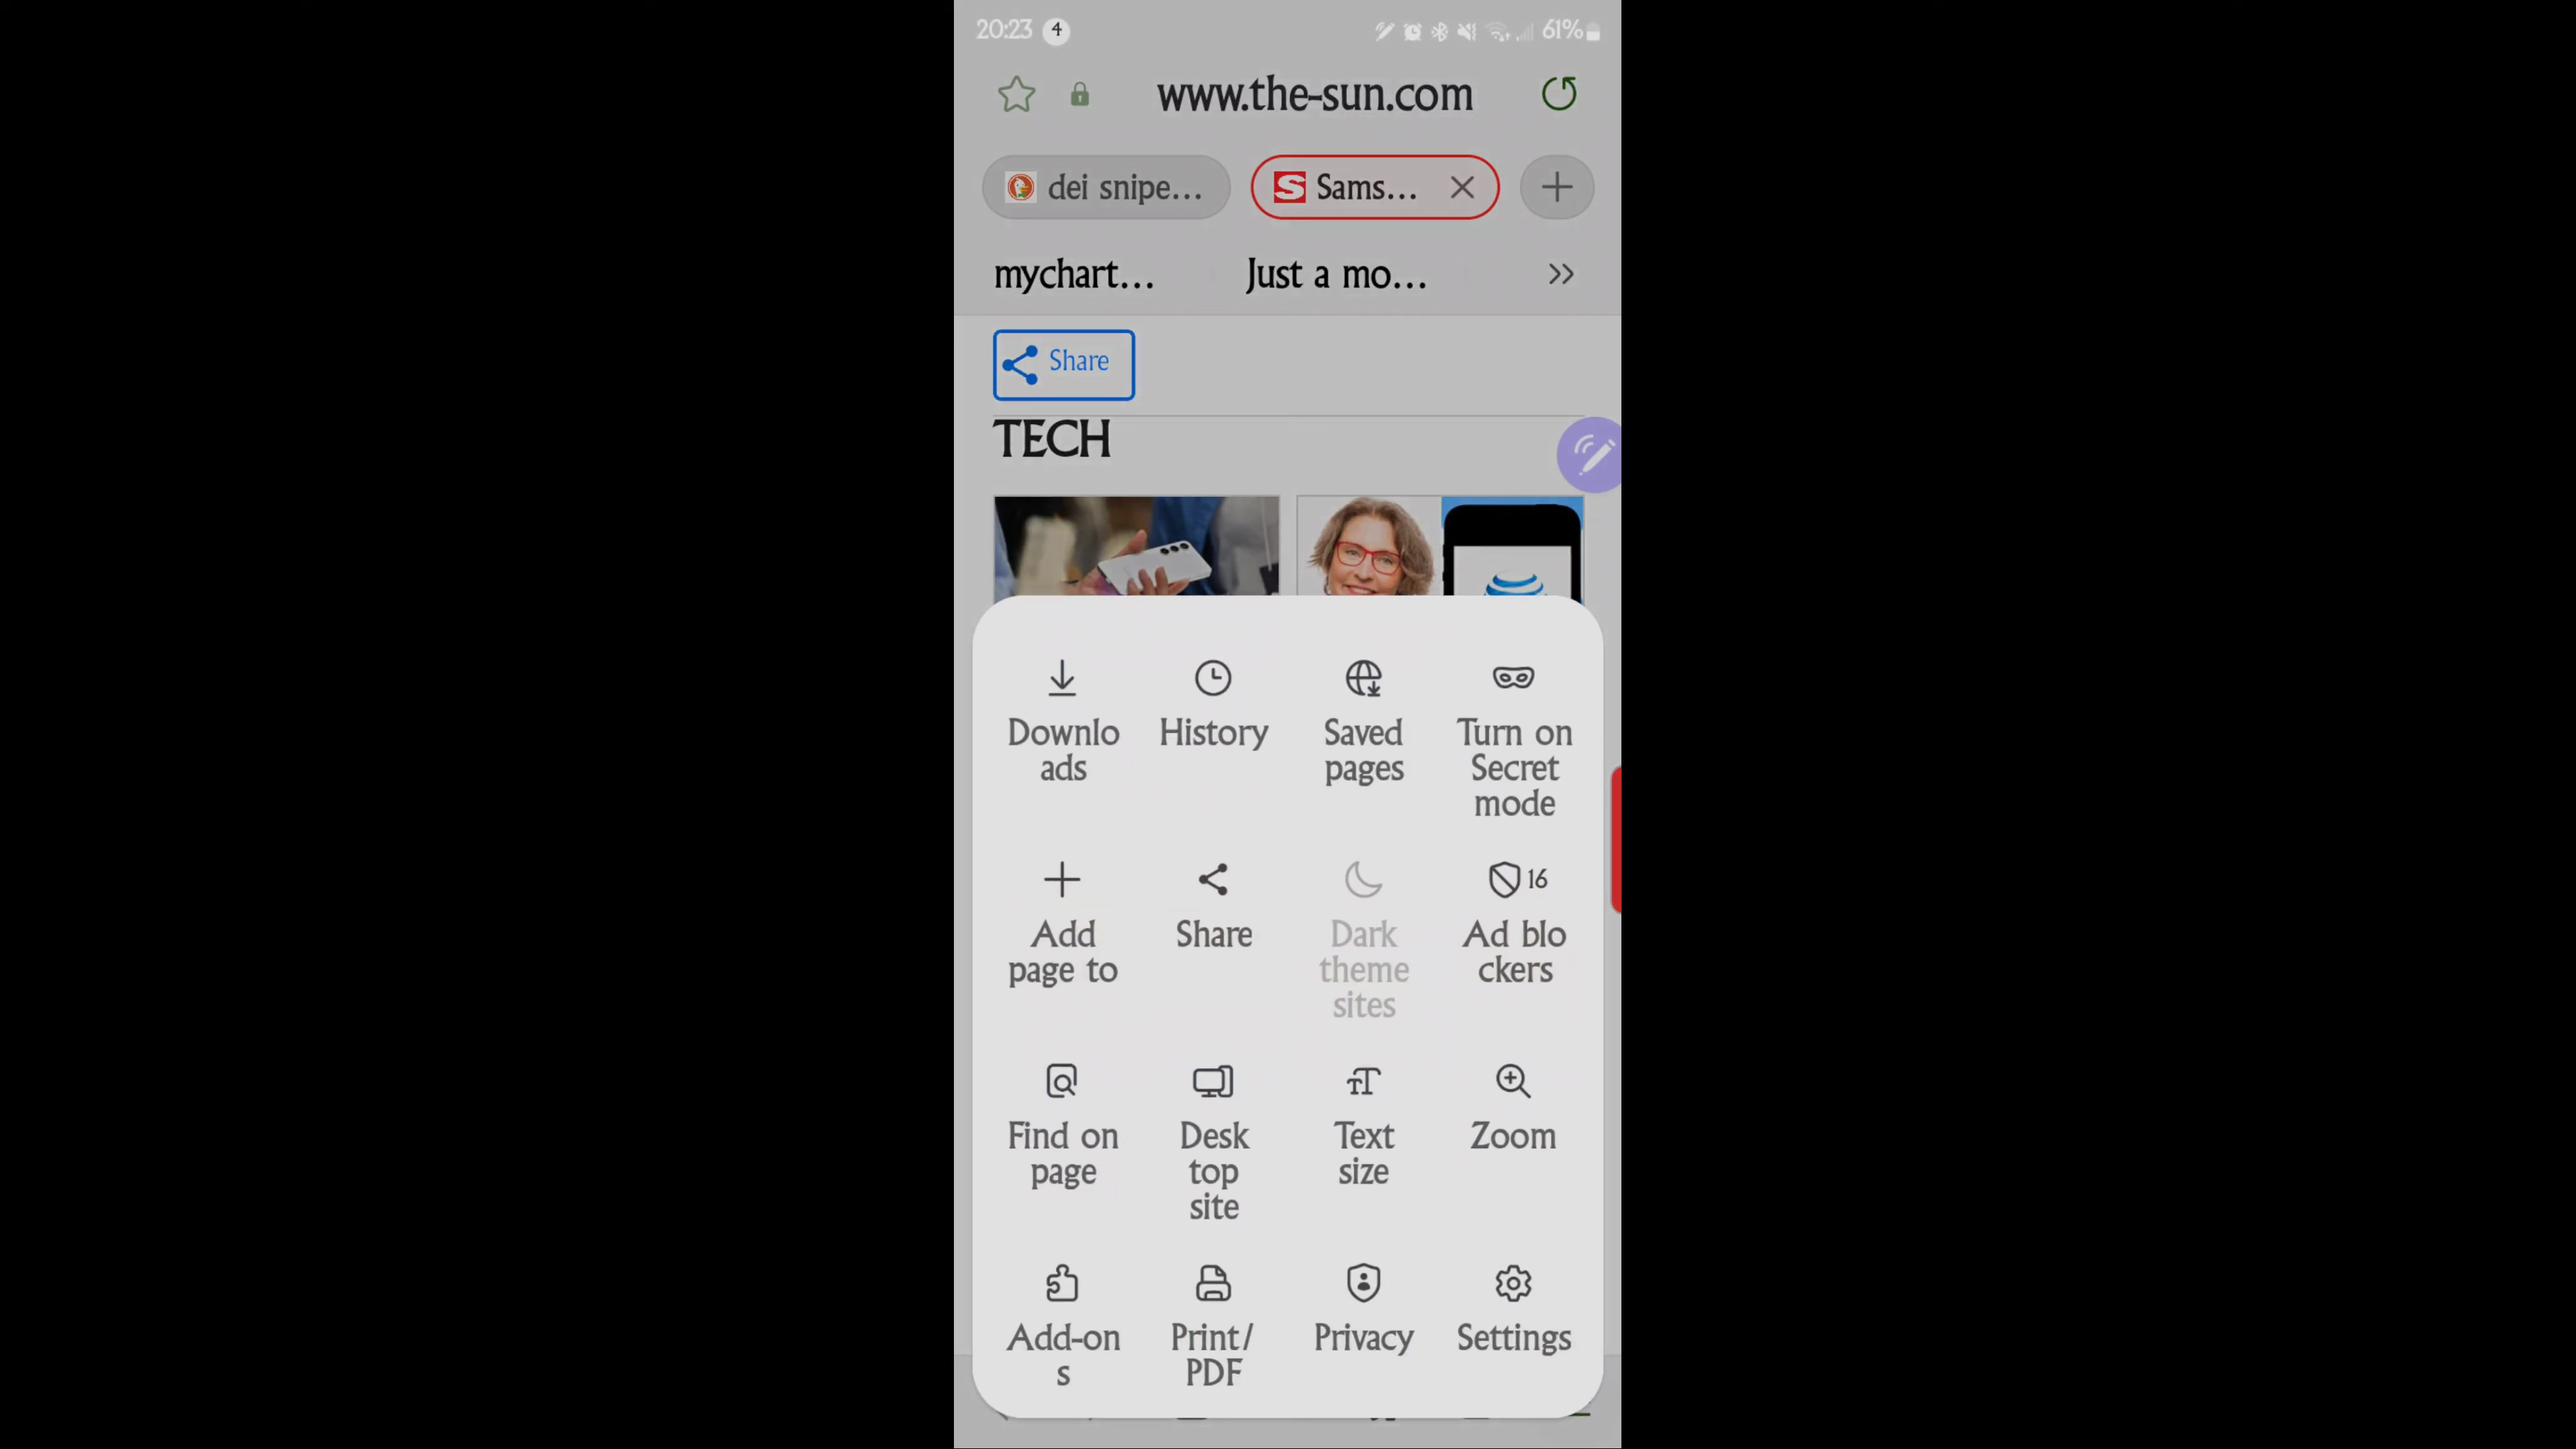 20:23 4 61%
www.the-sun.com
dei snipe... S Sams...
mychart... Just a mo...
Share
TECH
Downlo
ads
History
Saved
pages
Turn on
Secret
mode
Add
page to
Share
Dark
theme
sites
16
Ad blo
ckers
Find on
page
Desk
top
site
Text
size
Zoom
Add-on
s
Print/
PDF
Privacy
Settings